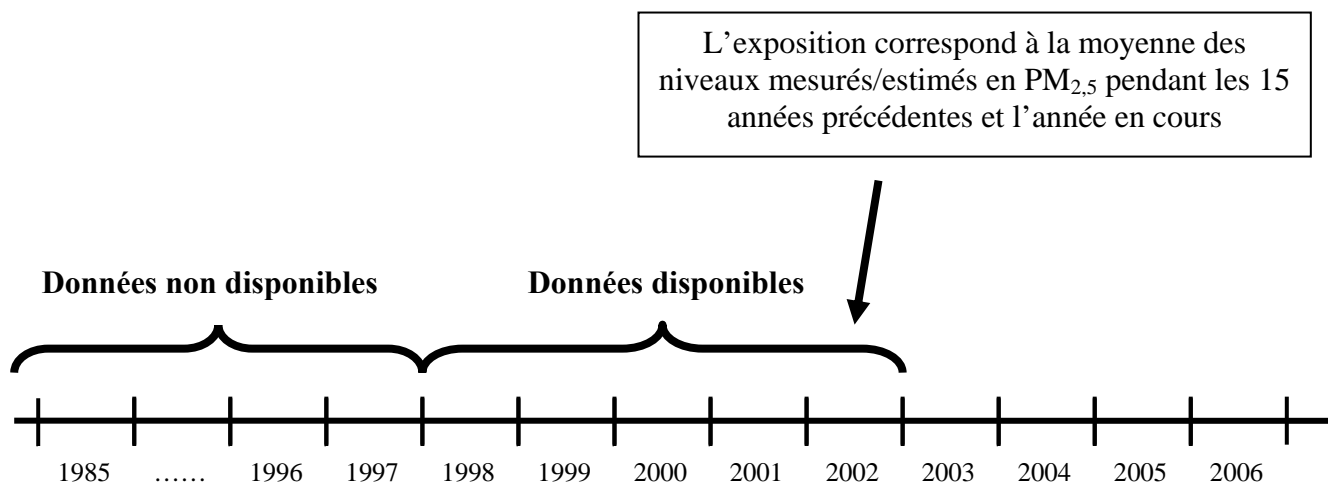 L’exposition correspond à la moyenne des
niveaux mesurés/estimés en PM2,5 pendant les 15
années précédentes et l’année en cours
Données non disponibles Données disponibles
1985 …... 1996 1997 1998 1999 2000 2001 2002 2003 2004 2005 2006